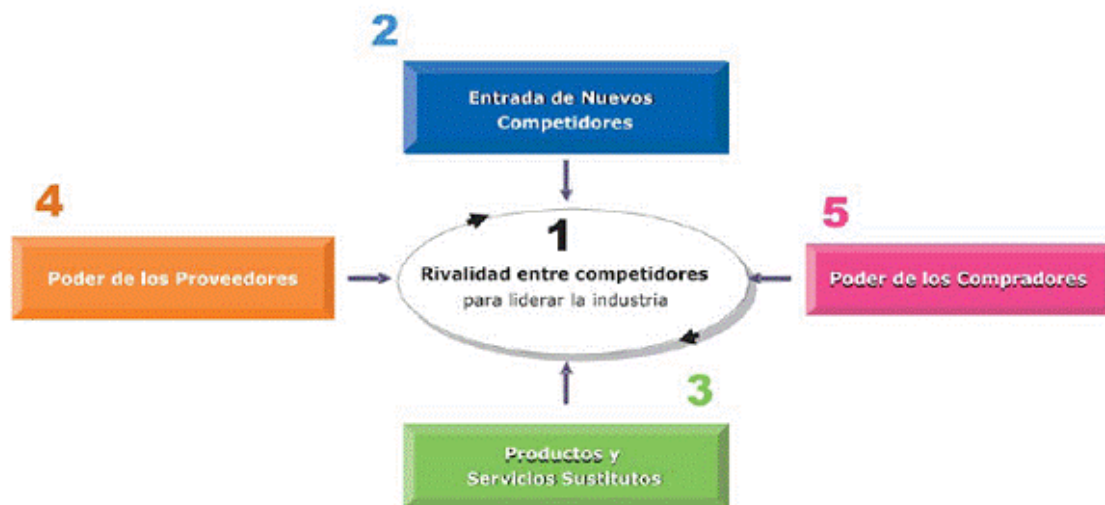 2
Entrada de Nuevos
Competidores
4
Poder de los Proveedores
1
Rivalidad entre competidores
para liderar la industria
5
Poder de los Compradores
3
Productos y
Servicios Sustitutos